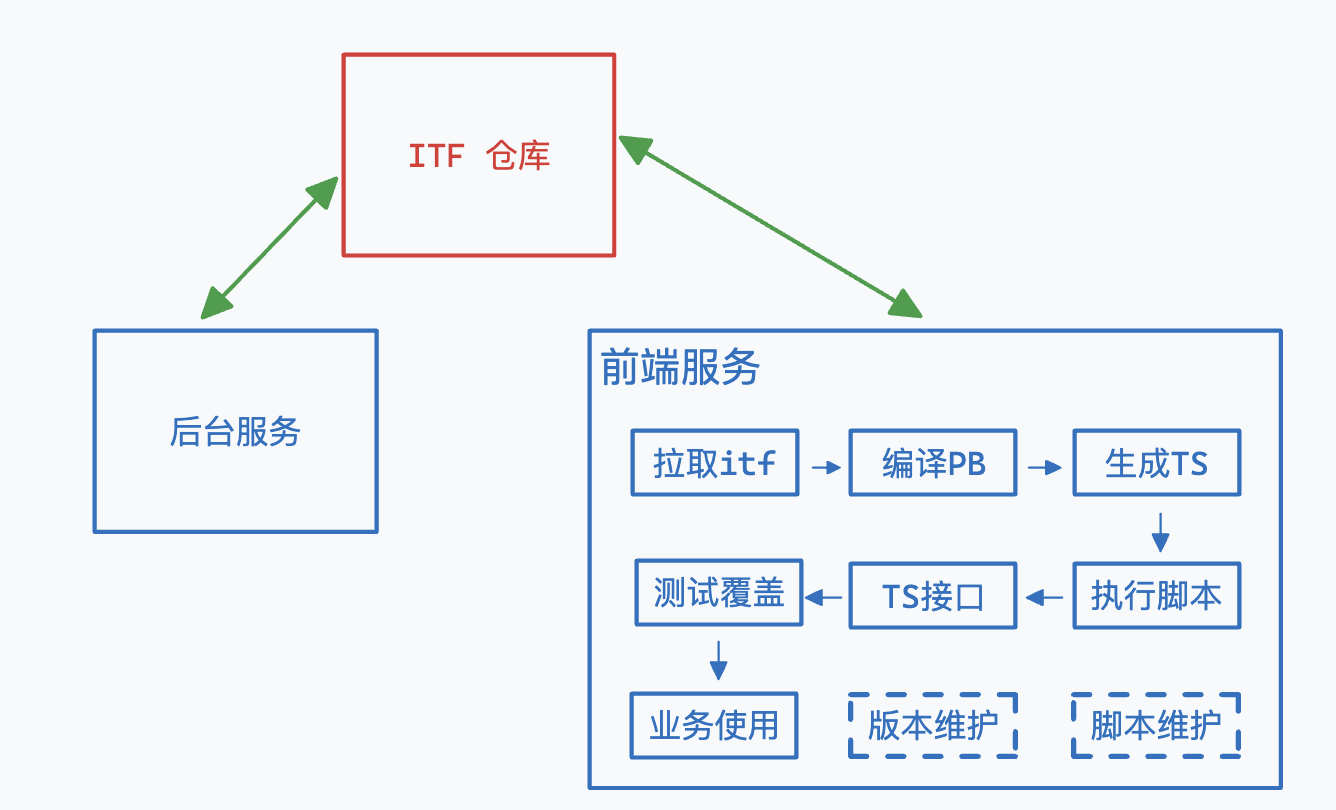 ITF 仓库
后台服务
前端服务
拉取itf
编译PB
生成TS
测试覆盖
TS接口
执行脚本
业务使用
版本维护
脚本维护